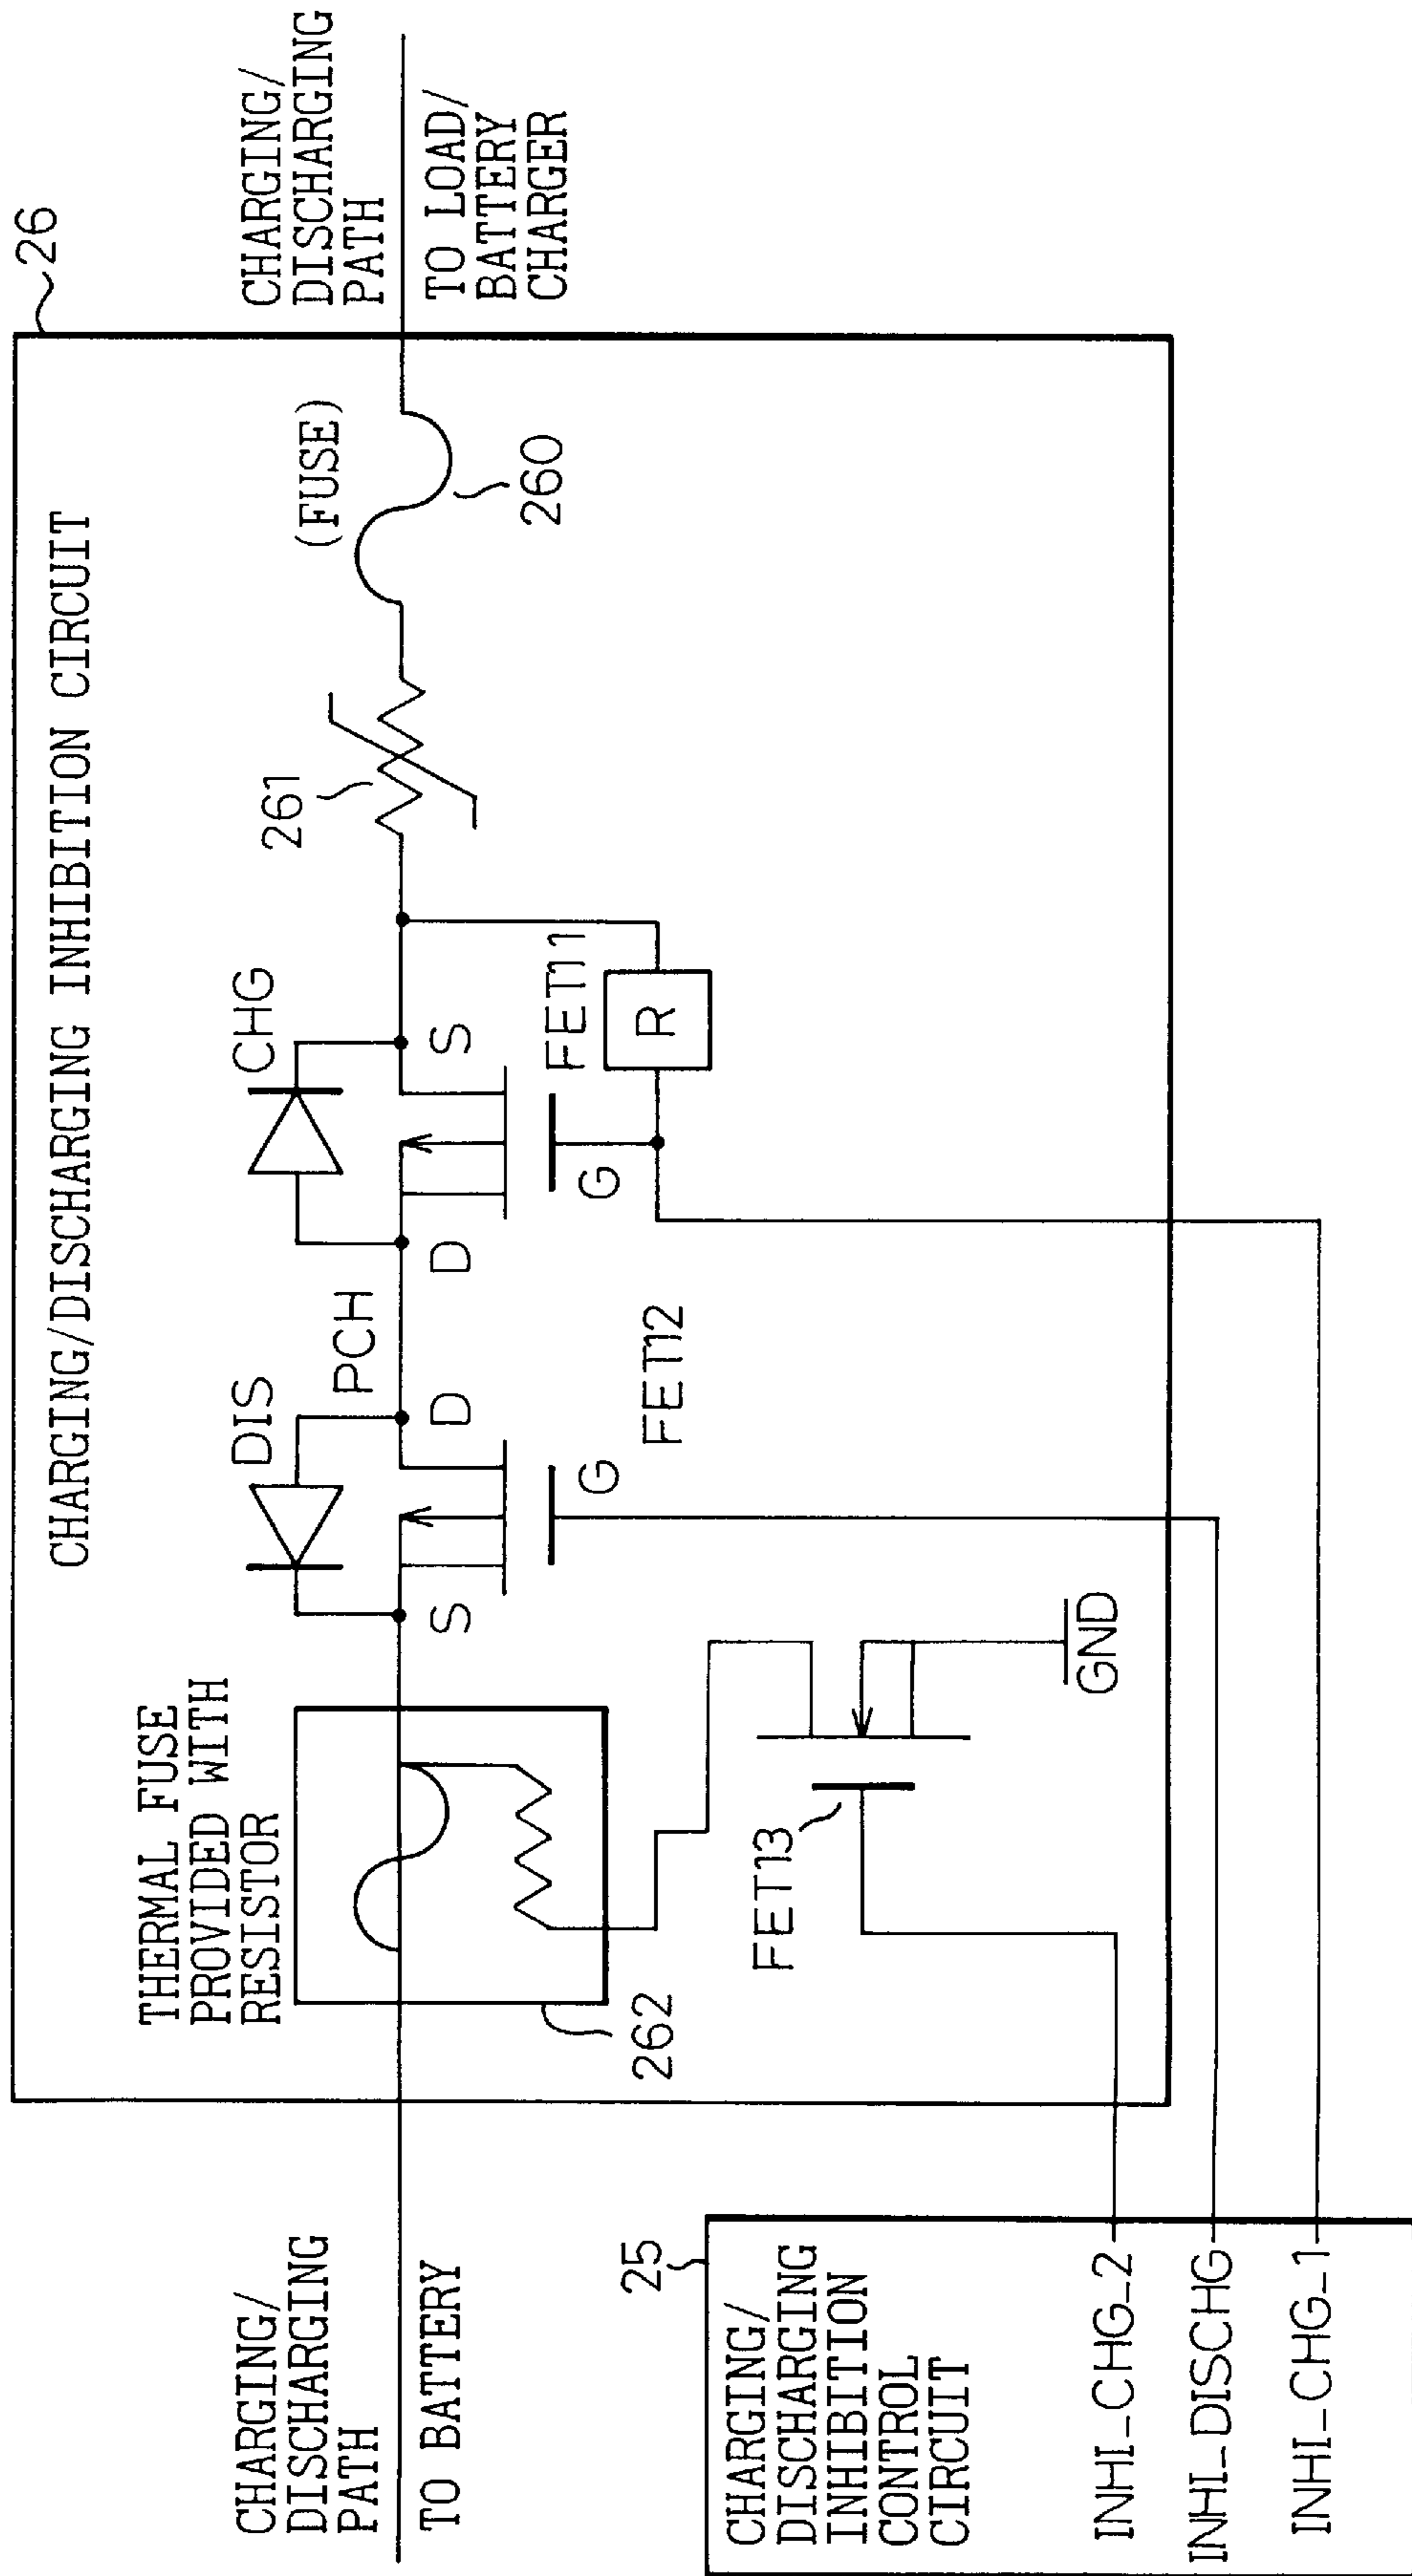 26
CHARGING/DISCHARGING INHIBITION CIRCUIT
CHARGING/
DISCHARGING
PATH
TO BATTERY
THERMAL FUSE
PROVIDED WITH
RESISTOR
262
DIS
PCH
S
D
G
FET12
CHG
D
S
G
FET11
R
261
(FUSE)
260
CHARGING/
DISCHARGING
PATH
TO LOAD/
BATTERY
CHARGER
FET13
GND
25
CHARGING/
DISCHARGING
INHIBITION
CONTROL
CIRCUIT
INHI_CHG_2
INHI_DISCHG
INHI_CHG_1